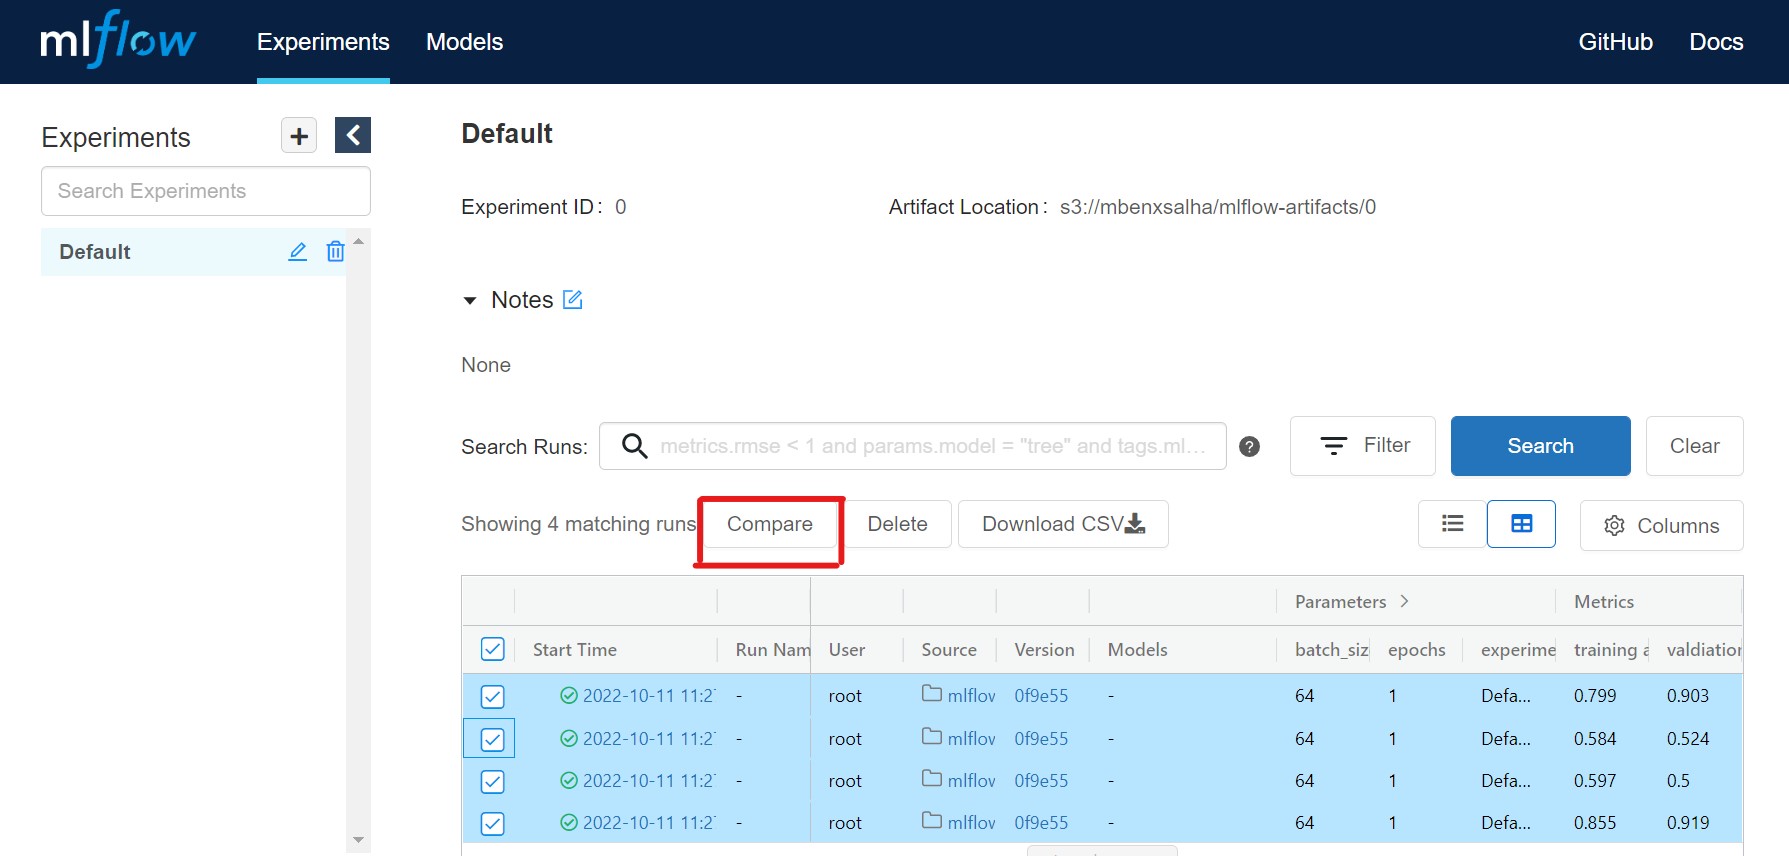 mlflow Experiments Models GitHub Docs
Experiments
Search Experiments
Default
Default
Experiment ID: 0 Artifact Location: s3://mbenxsalha/mlflow-artifacts/0
Notes
None
Search Runs: metrics.rmse < 1 and params.model = "tree" and tags.ml... Filter Search Clear
Showing 4 matching runs Compare Delete Download CSV Columns
Parameters > Metrics
Start Time Run Nam User Source Version Models batch_siz epochs experime training a valdiation
2022-10-11 11:2 - root mlflov 0f9e55 - 64 1 Defa... 0.799 0.903
2022-10-11 11:2 - root mlflov 0f9e55 - 64 1 Defa... 0.584 0.524
2022-10-11 11:2 - root mlflov 0f9e55 - 64 1 Defa... 0.597 0.5
2022-10-11 11:2 - root mlflov 0f9e55 - 64 1 Defa... 0.855 0.919